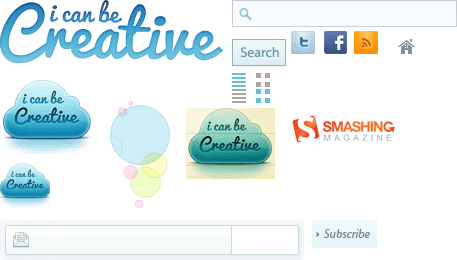 i can be
Creative
Search
i can be
Creative
i can be
Creative
SMASHING
MAGAZINE
i can be
Creative
Subscribe